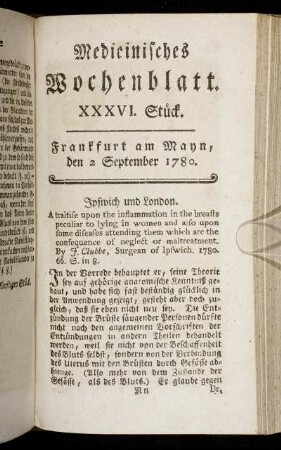 Medicinisches
Wochenblatt.
XXXVI. Stück.
Frankfurt am Mayn,
den 2 September 1780.
Ipswich und London.
A traitise upon the inflammation in the breasts
peculiar to lying in women and also upon
some diseases attending them which are the
consequence of neglect or maltreatment.
By J. Clubbe, Surgeon of Ipswich. 1780.
66. S. in 8.
In der Vorrede behauptet er, seine Theorie
sey auf gehörige anatomische Kenntniß ge-
baut, und habe sich fast beständig glücklich in
der Anwendung gezeigt, gesteht aber doch zu-
gleich, daß sie eben nicht neu sey. Die Ent-
zündung der Brüste säugender Personen dürfte
nicht nach den allgemeinen Vorschriften der
Entzündungen in andern Theilen behandelt
werden, weil sie nicht von der Beschaffenheit
des Bluts selbst, sondern von der Verbindung
des Uterus mit den Brüsten durch Gefässe ab-
hienge. (Also mehr von dem Zustande der
Gefässe, als des Bluts.) Er glaube gegen
Nn